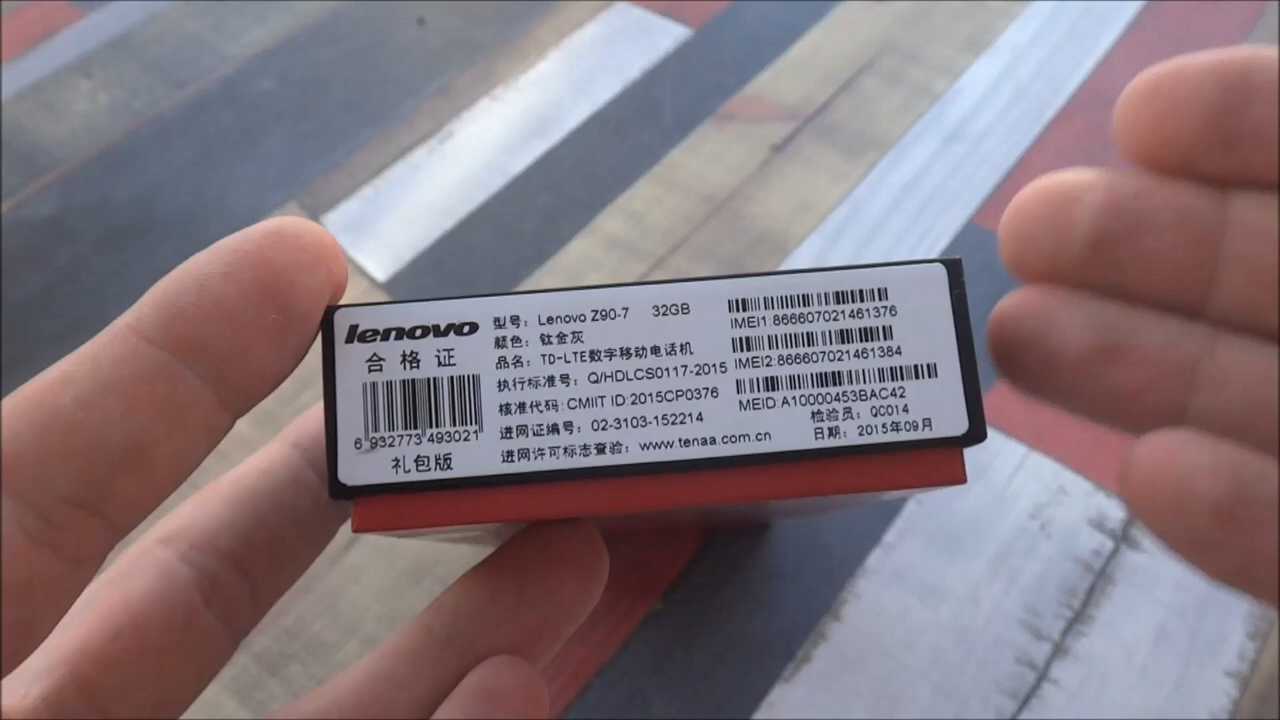 lenovo
合格证
6 932773 493021
礼包版
型号：Lenovo Z90-7 32GB
颜色：钛金灰
品名：TD-LTE数字移动电话机
执行标准号：Q/HDLCS0117-2015
核准代码：CMIIT ID:2015CP0376
进网证编号：02-3103-152214
进网许可标志查验：www.tenaa.com.cn
IMEI1:866607021461376
IMEI2:866607021461384
MEID:A10000453BAC42
检验员：QC014
日期：2015年09月